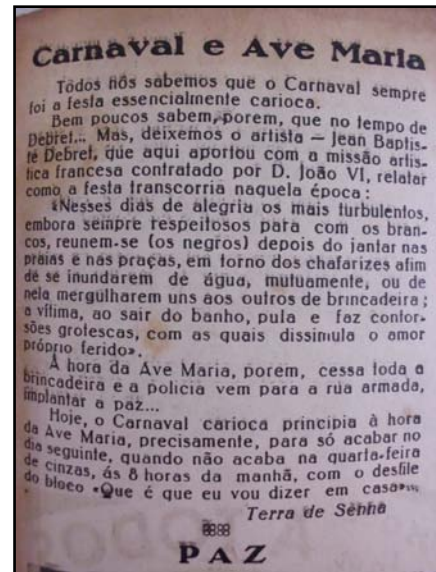 Carnaval e Ave Maria
Todos nós sabemos que o Carnaval sempre
foi a festa essencialmente carioca.
Bem poucos sabem, porem, que no tempo de
Debret... Mas, deixemos o artista — Jean Baptis-
te Debret, que aqui aportou com a missão artis-
tica francesa contratado por D. João VI, relatar
como a festa transcorria naquela época:
«Nesses dias de alegria os mais turbulentos,
embora sempre respeitosos para com os bran-
cos, reunem-se (os negros) depois do jantar nas
praias e nas praças, em torno dos chafarizes afim
de se inundarem de água, mutuamente, ou de
nela mergulharem uns aos outros de brincadeira;
a vítima, ao sair do banho, pula e faz contor-
sões grotescas, com as quais dissimula o amor
próprio ferido».
À hora da Ave Maria, porem, cessa toda a
brincadeira e a policia vem para a rua armada,
implantar a paz...
Hoje, o Carnaval carioca principia à hora
da Ave Maria, precisamente, para só acabar no
dia seguinte, quando não acaba na quarta-feira
de cinzas, ás 8 horas da manhã, com o desfile
do bloco «Que é que eu vou dizer em casa»...
Terra de Senna
PAZ